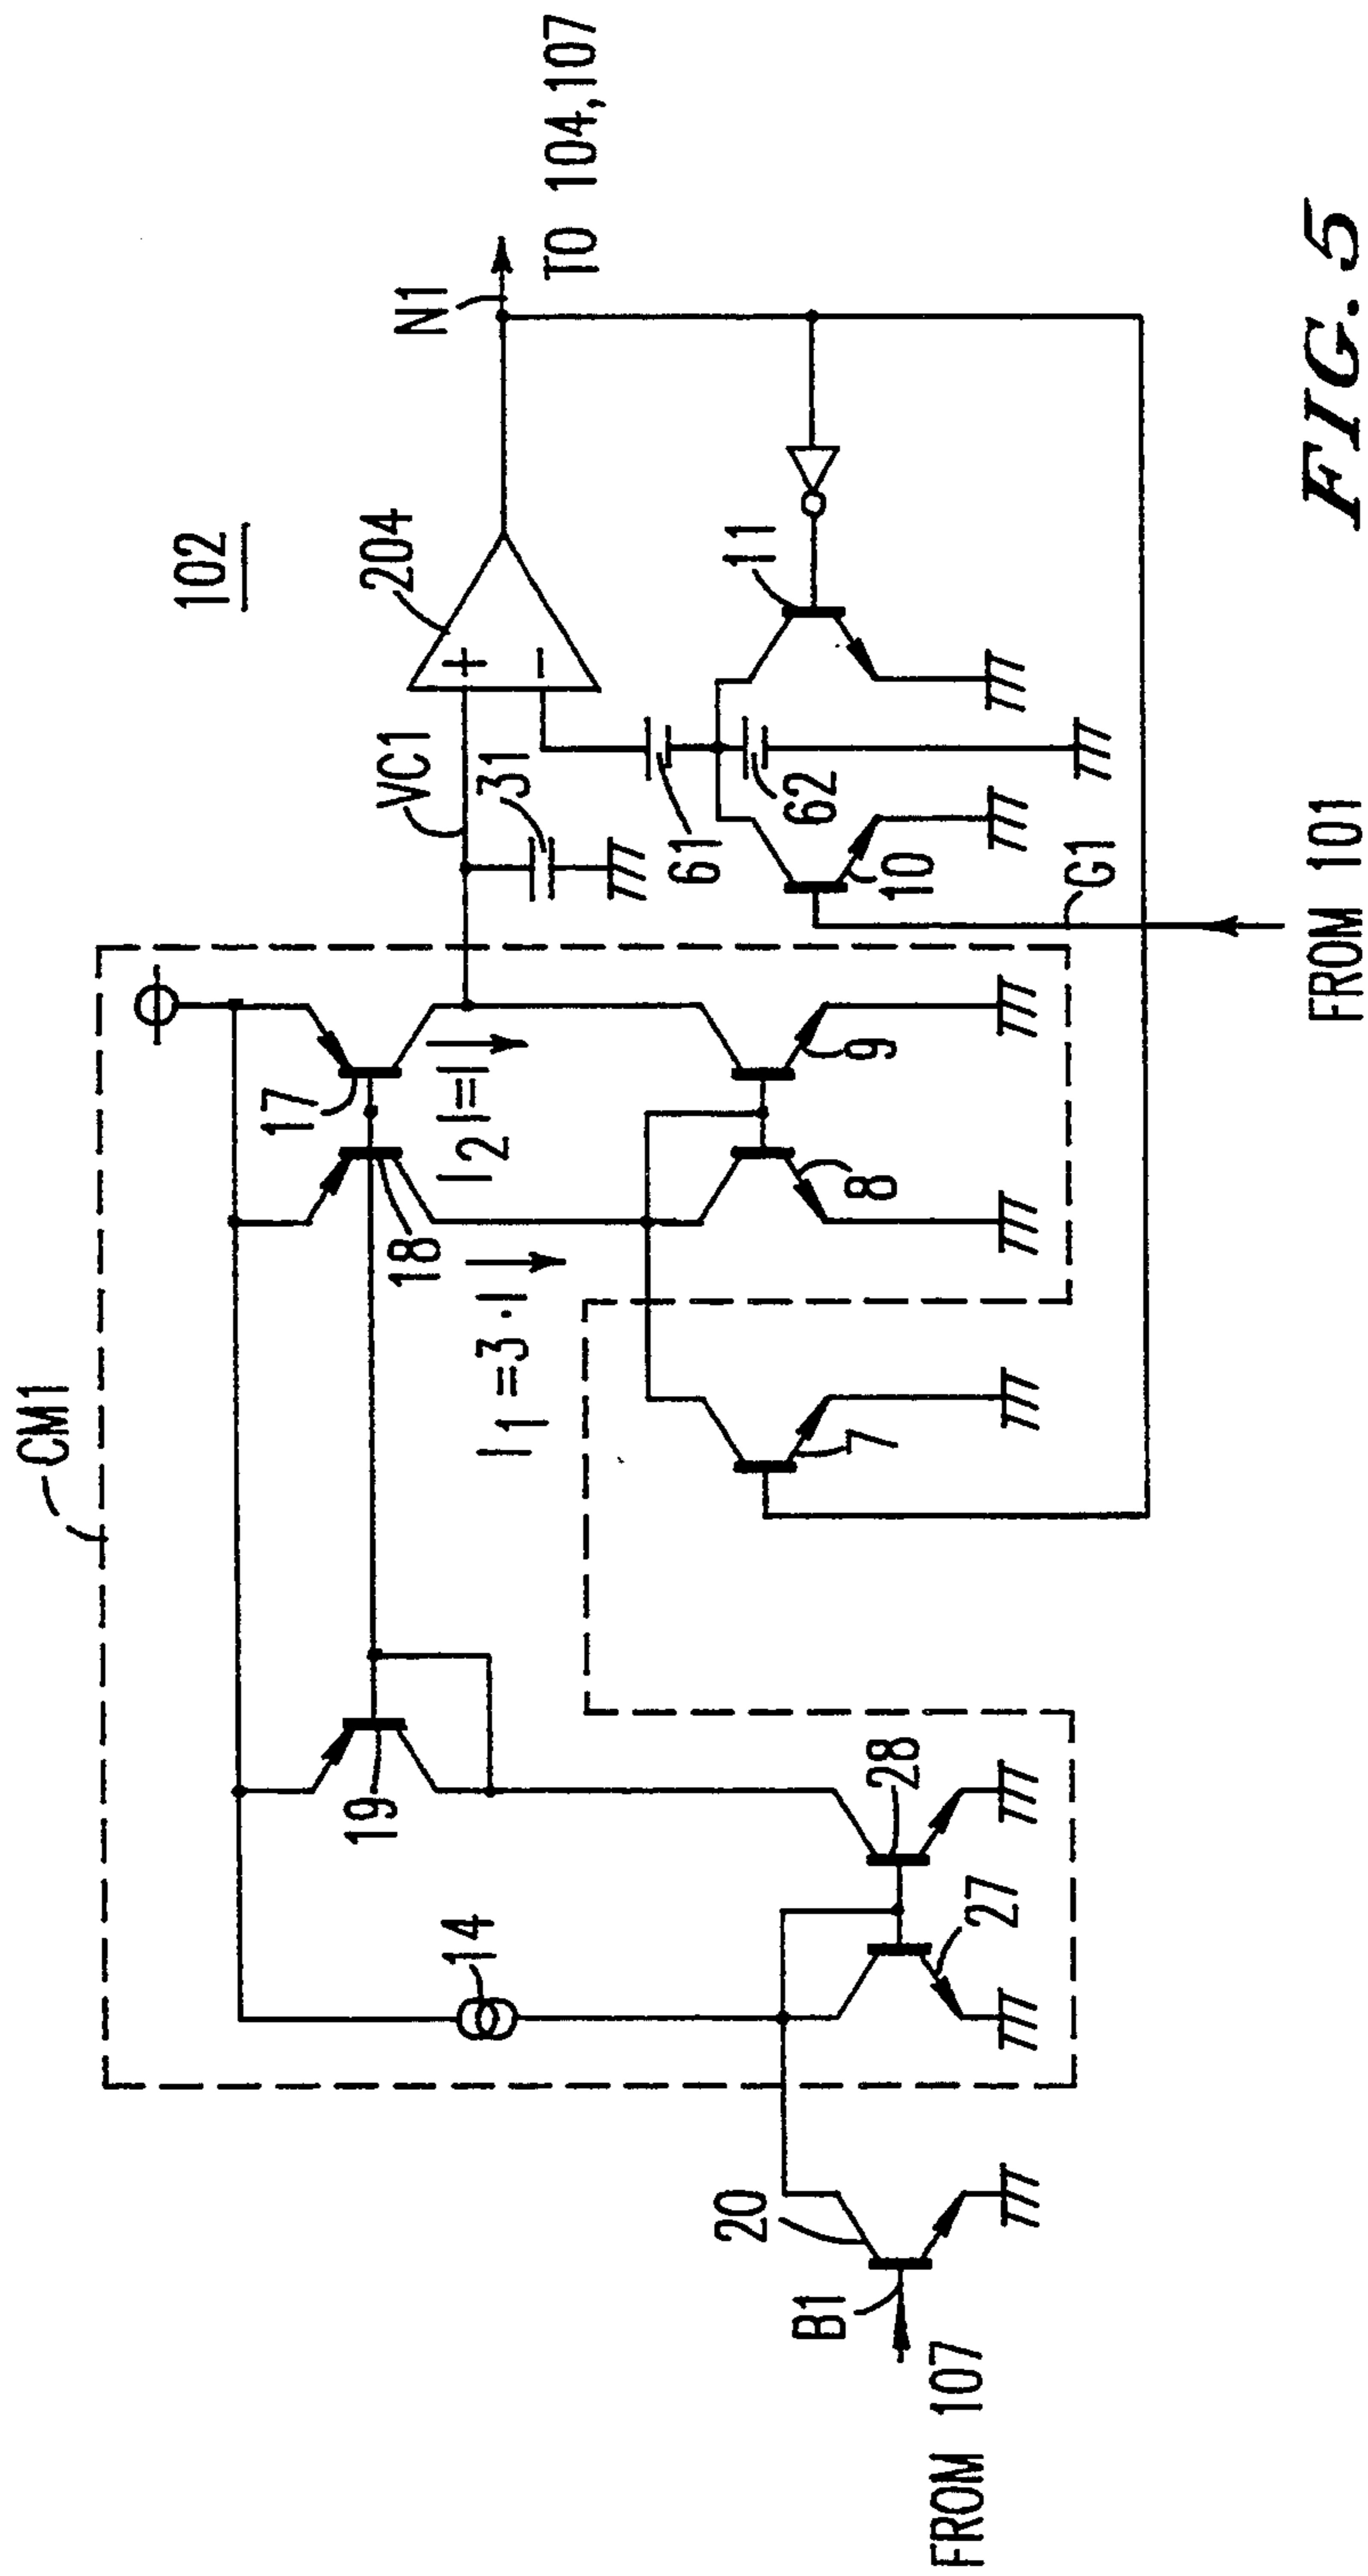 102
CM1
17
18
19
14
I1=3·I
I2=I
VC1
31
204
+
−
N1
TO 104,107
61
62
10
11
7
8
9
20
27
28
B1
FROM 107
G1
FROM 101
FIG. 5